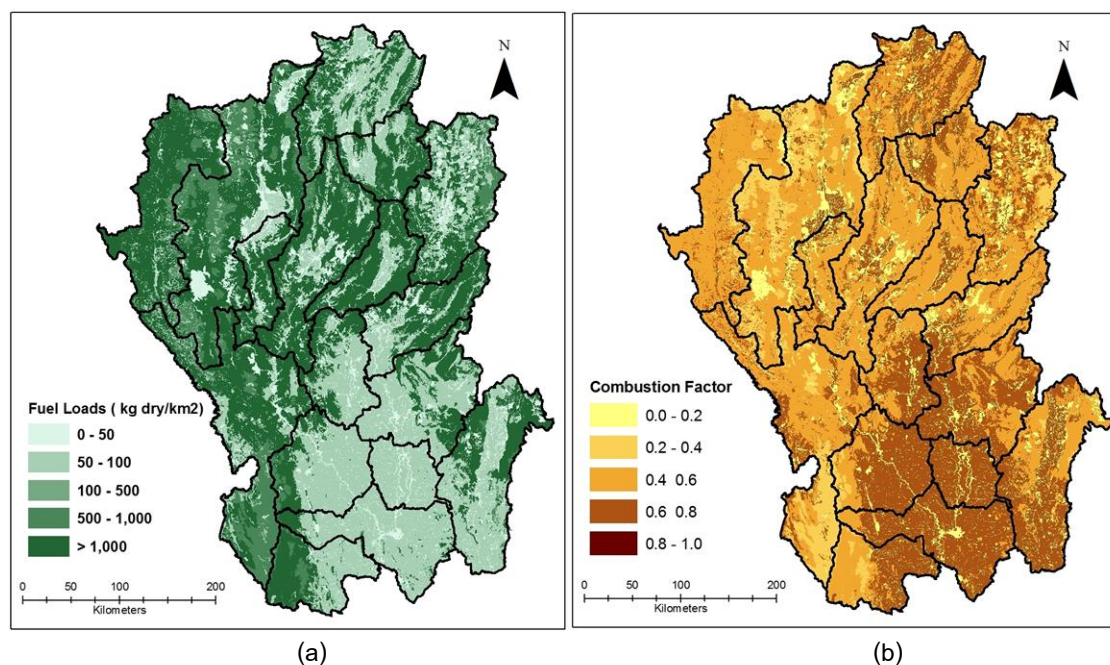 N
Fuel Loads ( kg dry/km2)
0 - 50
50 - 100
100 - 500
500 - 1,000
> 1,000
0 50 100 200
Kilometers
(a)
N
Combustion Factor
0.0 - 0.2
0.2 - 0.4
0.4 0.6
0.6 0.8
0.8 - 1.0
0 50 100 200
Kilometers
(b)